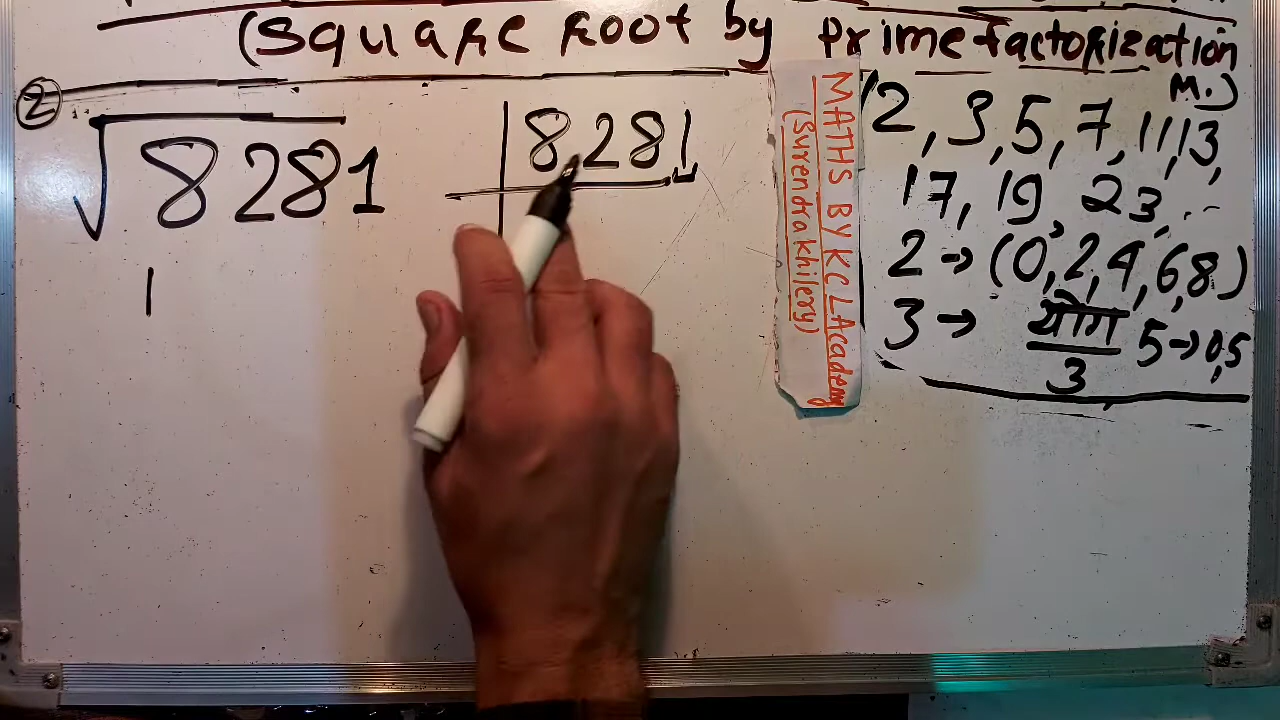 (Square Root by Prime factorization
M.)
②
√8281
8281
1
2, 3, 5, 7, 11, 13,
17, 19, 23, ..
2 → (0, 2, 4, 6, 8)
3 → योग/3 5 → 0, 5
MATHS BY KCL Academy
(Surendra khilery)